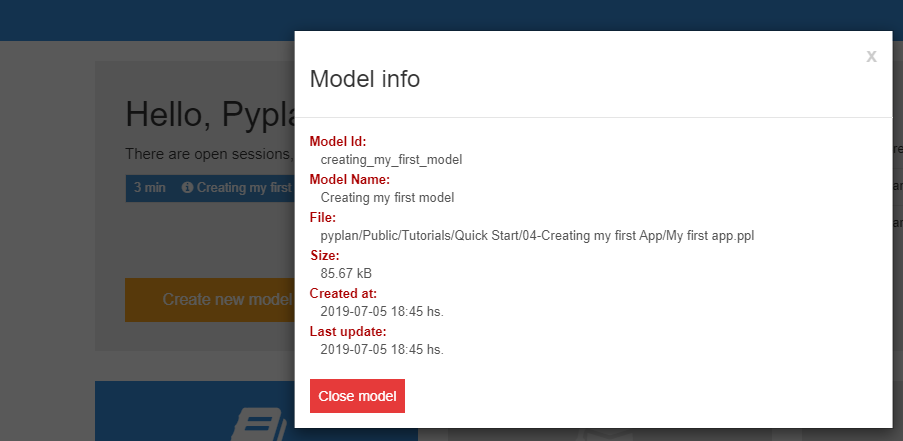 x
Model info
Hello, Pypla
There are open sessions,
3 min Creating my first
Create new model
Model Id:
creating_my_first_model
Model Name:
Creating my first model
File:
pyplan/Public/Tutorials/Quick Start/04-Creating my first App/My first app.ppl
Size:
85.67 kB
Created at:
2019-07-05 18:45 hs.
Last update:
2019-07-05 18:45 hs.
Close model